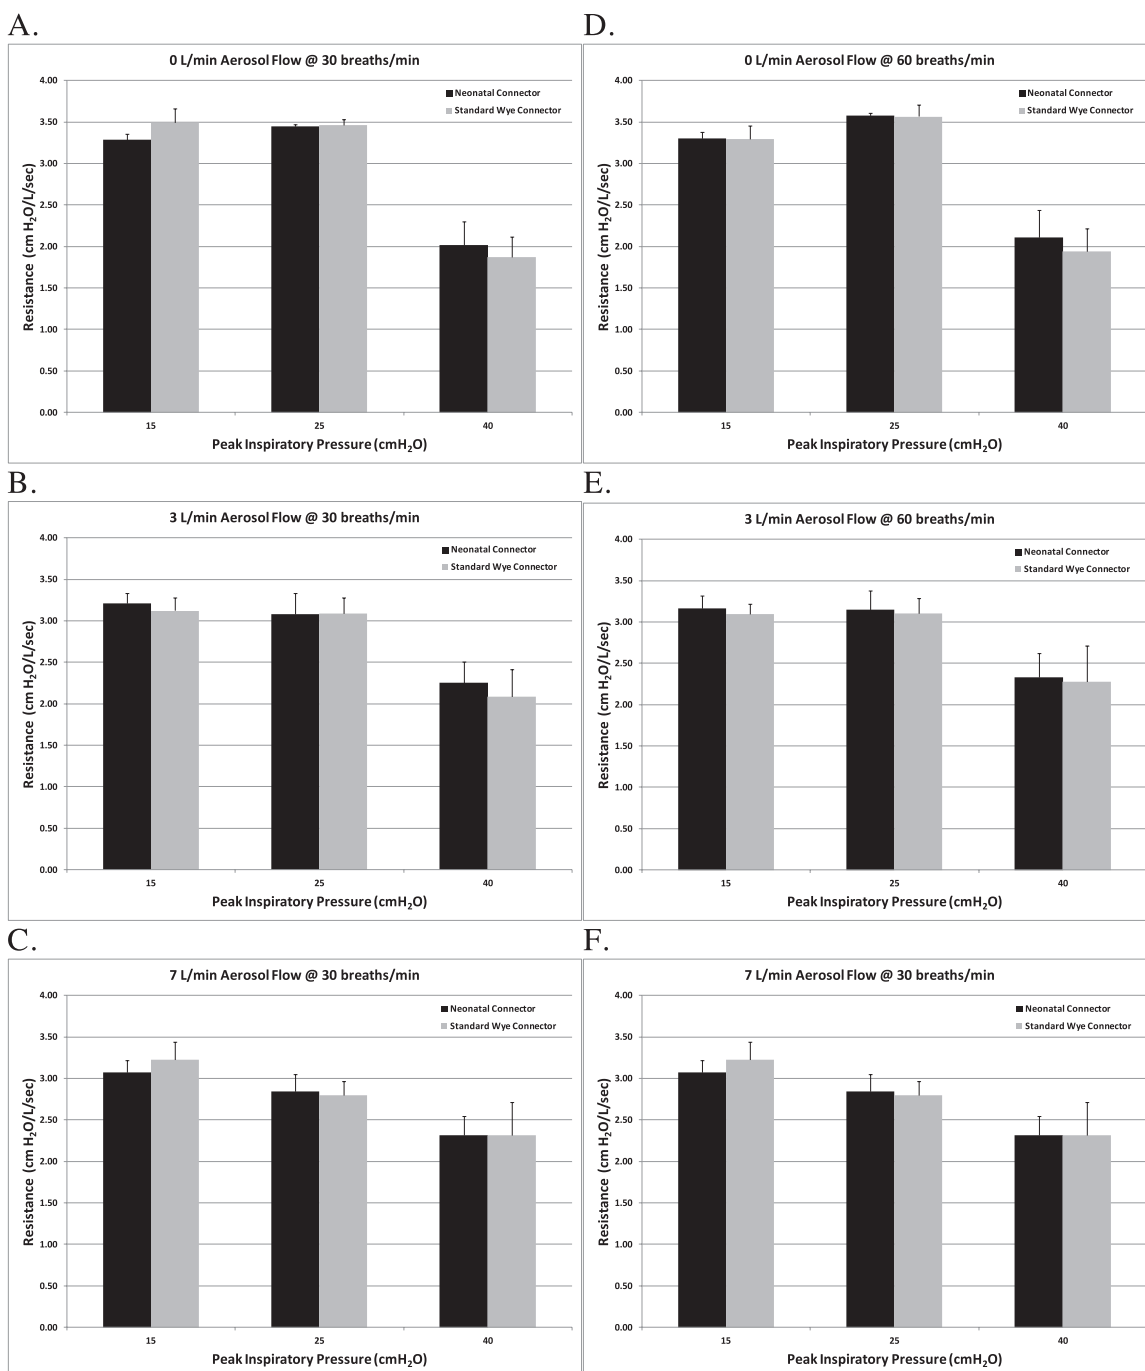 A.
0 L/min Aerosol Flow @ 30 breaths/min
Neonatal Connector
Standard Wye Connector
4.00
3.50
3.00
2.50
2.00
1.50
1.00
0.50
0.00
Resistance (cm H₂O/L/sec)
15 25 40
Peak Inspiratory Pressure (cmH₂O)
D.
0 L/min Aerosol Flow @ 60 breaths/min
Neonatal Connector
Standard Wye Connector
4.00
3.50
3.00
2.50
2.00
1.50
1.00
0.50
0.00
Resistance (cm H₂O/L/sec)
15 25 40
Peak Inspiratory Pressure (cmH₂O)
B.
3 L/min Aerosol Flow @ 30 breaths/min
Neonatal Connector
Standard Wye Connector
4.00
3.50
3.00
2.50
2.00
1.50
1.00
0.50
0.00
Resistance (cm H₂O/L/sec)
15 25 40
Peak Inspiratory Pressure (cmH₂O)
E.
3 L/min Aerosol Flow @ 60 breaths/min
Neonatal Connector
Standard Wye Connector
4.00
3.50
3.00
2.50
2.00
1.50
1.00
0.50
0.00
Resistance (cm H₂O/L/sec)
15 25 40
Peak Inspiratory Pressure (cmH₂O)
C.
7 L/min Aerosol Flow @ 30 breaths/min
Neonatal Connector
Standard Wye Connector
4.00
3.50
3.00
2.50
2.00
1.50
1.00
0.50
0.00
Resistance (cm H₂O/L/sec)
15 25 40
Peak Inspiratory Pressure (cmH₂O)
F.
7 L/min Aerosol Flow @ 30 breaths/min
Neonatal Connector
Standard Wye Connector
4.00
3.50
3.00
2.50
2.00
1.50
1.00
0.50
0.00
Resistance (cm H₂O/L/sec)
15 25 40
Peak Inspiratory Pressure (cmH₂O)